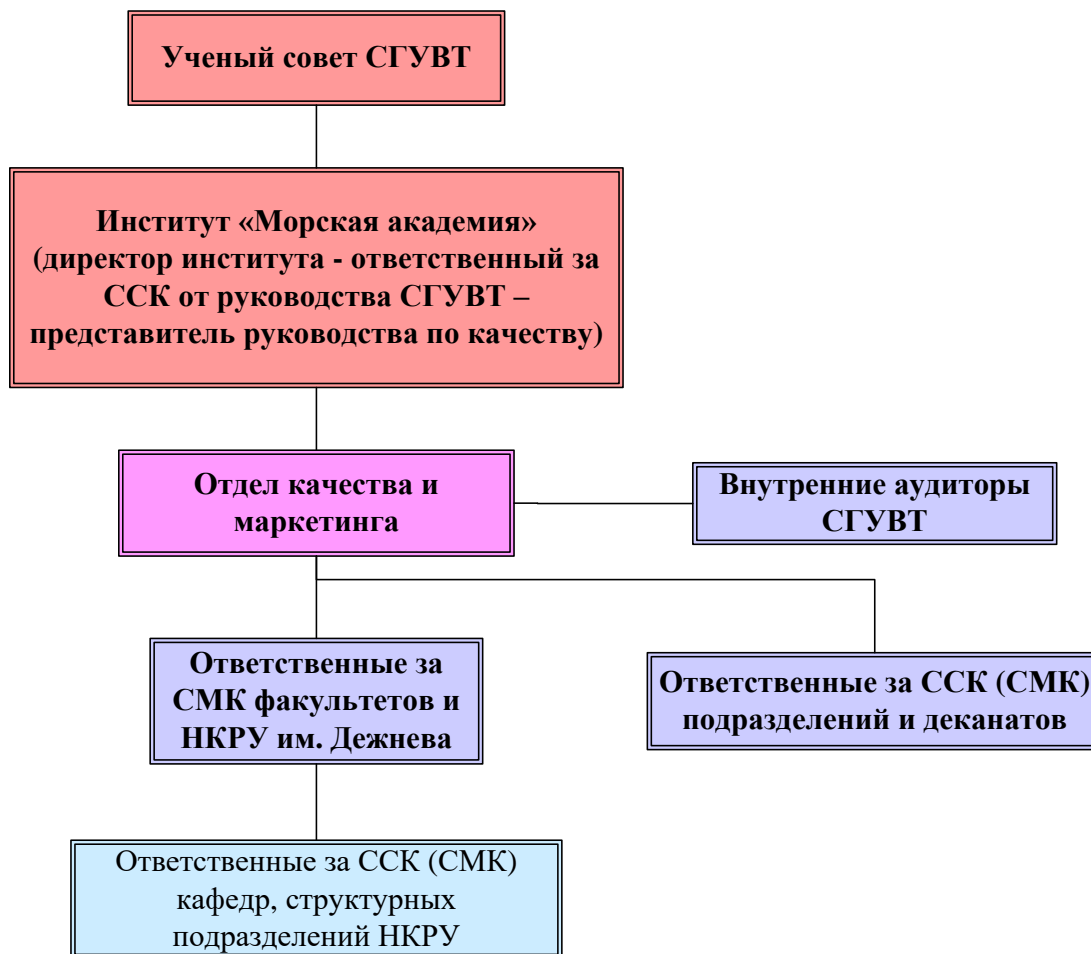 Ученый совет СГУВТ
Институт «Морская академия»
(директор института - ответственный за
ССК от руководства СГУВТ –
представитель руководства по качеству)
Отдел качества и
маркетинга
Внутренние аудиторы
СГУВТ
Ответственные за
СМК факультетов и
НКРУ им. Дежнева
Ответственные за ССК (СМК)
подразделений и деканатов
Ответственные за ССК (СМК)
кафедр, структурных
подразделений НКРУ